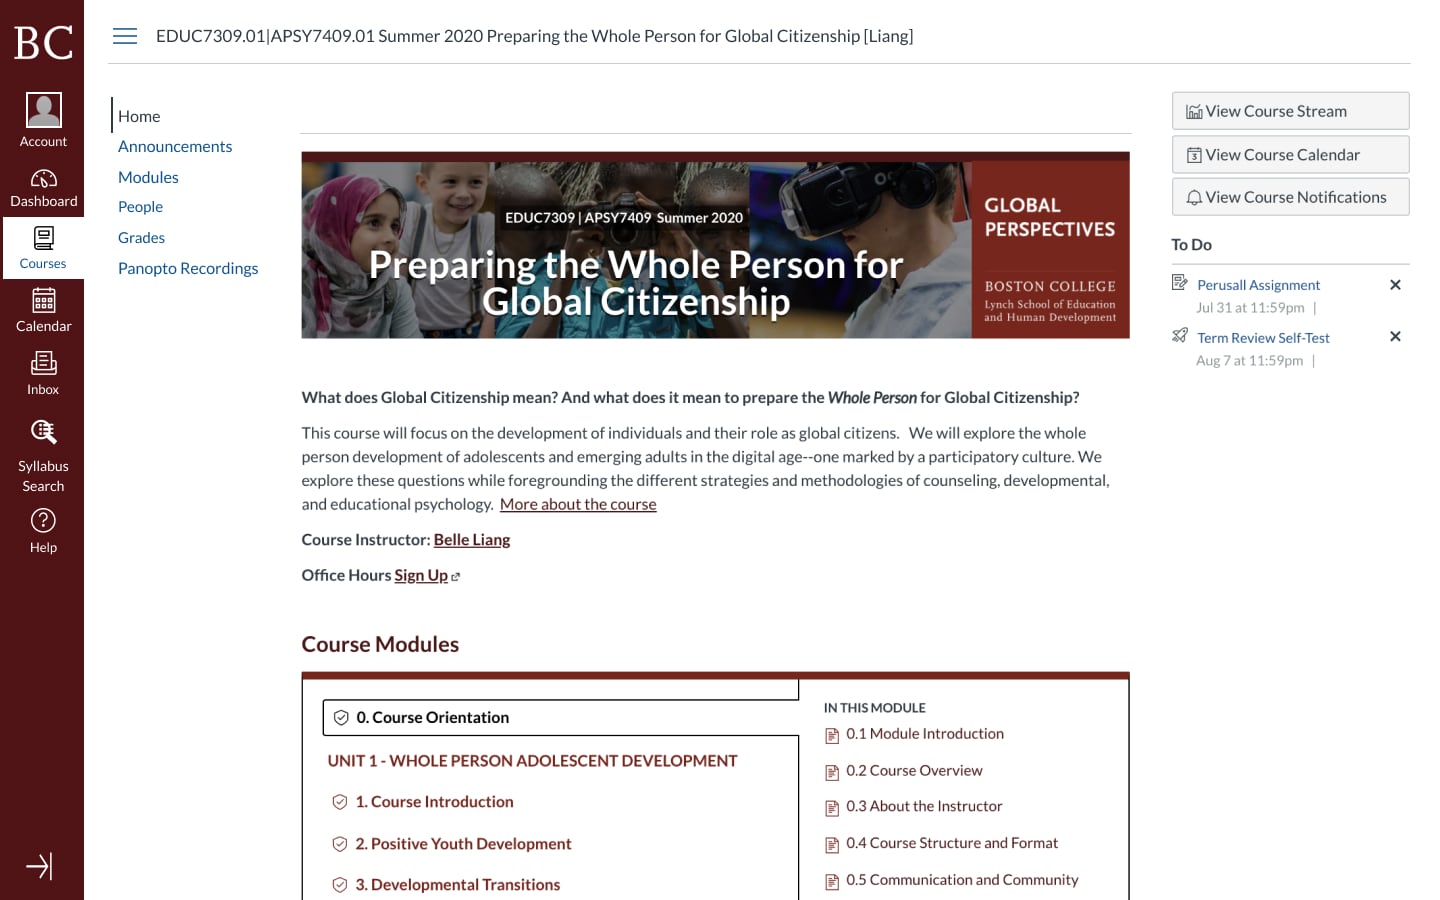 BC
EDUC7309.01|APSY7409.01 Summer 2020 Preparing the Whole Person for Global Citizenship [Liang]
Account
Dashboard
Courses
Calendar
Inbox
Syllabus
Search
Help
Home
Announcements
Modules
People
Grades
Panopto Recordings
EDUC7309 | APSY7409 Summer 2020
Preparing the Whole Person for
Global Citizenship
GLOBAL
PERSPECTIVES
BOSTON COLLEGE
Lynch School of Education
and Human Development
What does Global Citizenship mean? And what does it mean to prepare the Whole Person for Global Citizenship?
This course will focus on the development of individuals and their role as global citizens. We will explore the whole
person development of adolescents and emerging adults in the digital age--one marked by a participatory culture. We
explore these questions while foregrounding the different strategies and methodologies of counseling, developmental,
and educational psychology. More about the course
Course Instructor: Belle Liang
Office Hours Sign Up
Course Modules
0. Course Orientation
UNIT 1 - WHOLE PERSON ADOLESCENT DEVELOPMENT
1. Course Introduction
2. Positive Youth Development
3. Developmental Transitions
IN THIS MODULE
0.1 Module Introduction
0.2 Course Overview
0.3 About the Instructor
0.4 Course Structure and Format
0.5 Communication and Community
View Course Stream
3 View Course Calendar
View Course Notifications
To Do
Perusall Assignment
Jul 31 at 11:59pm |
Term Review Self-Test
Aug 7 at 11:59pm |